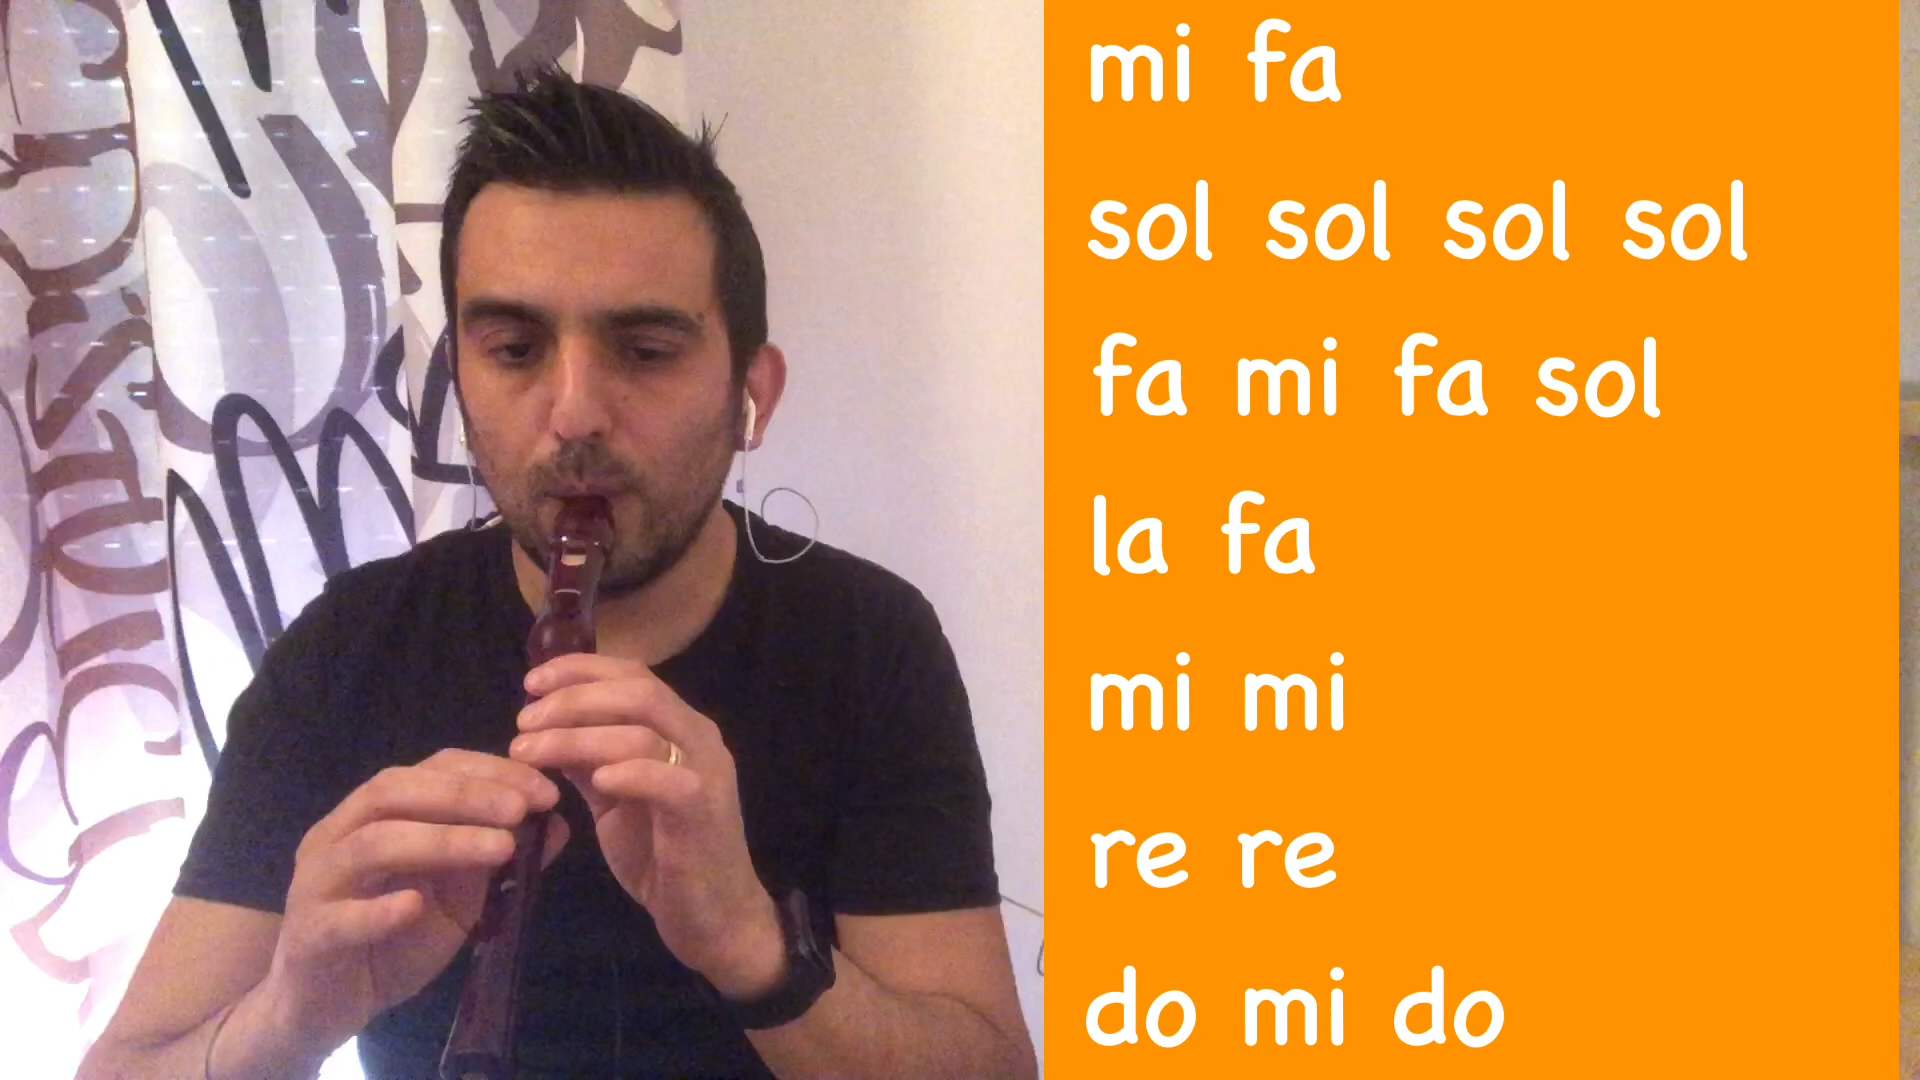 mi fa
sol sol sol sol
fa mi fa sol
la fa
mi mi
re re
do mi do